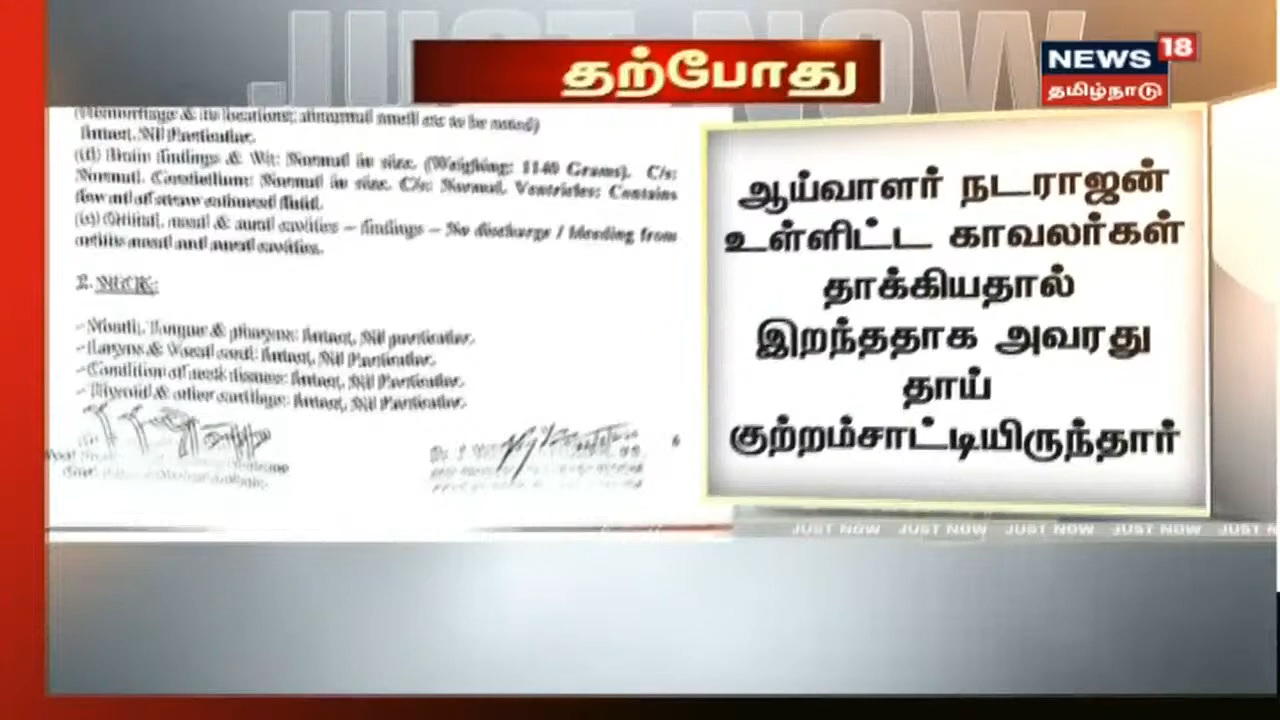 JUST NOW
தற்போது
NEWS 18
தமிழ்நாடு
(Hemorrhage & its locations; abnormal smell etc to be noted)
Intact, Nil Particular.
(d) Brain findings & Wt: Normal in size. (Weighing: 1140 Grams). C/s:
Normal. Cerebellum: Normal in size. C/s: Normal. Ventricles: Contains
few ml of straw coloured fluid.
(e) Orbital, nasal & aural cavities – findings – No discharge / bleeding from
orbits nasal and aural cavities.
2. NECK:
- Mouth, Tongue & pharynx: Intact, Nil particular.
- Larynx & Vocal cord: Intact, Nil Particular.
- Condition of neck tissues: Intact, Nil Particular.
- Thyroid & other cartilage: Intact, Nil Particular.
6
ஆய்வாளர் நடராஜன்
உள்ளிட்ட காவலர்கள்
தாக்கியதால்
இறந்ததாக அவரது
தாய்
குற்றம்சாட்டியிருந்தார்
JUST NOW JUST NOW JUST NOW JUST NOW JUST N